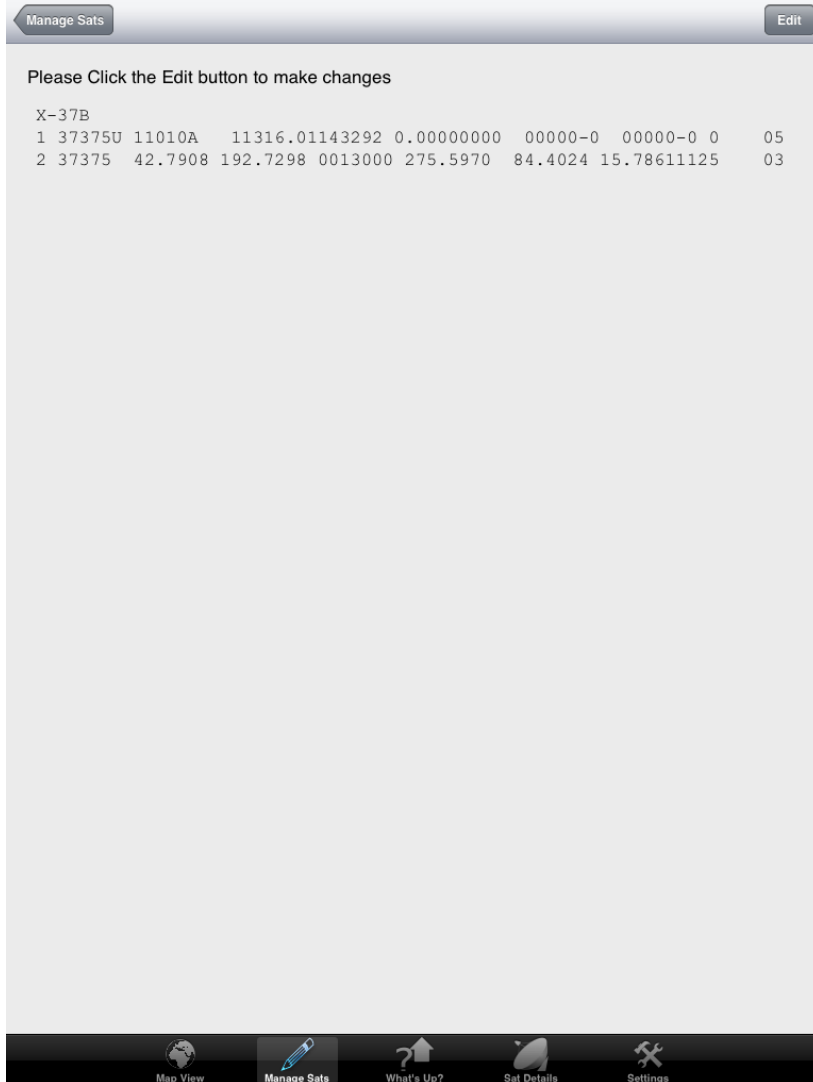 Manage Sats
Edit
Please Click the Edit button to make changes
X-37B
1 37375U 11010A   11316.01143292 0.00000000  00000-0  00000-0 0    05
2 37375  42.7908 192.7298 0013000 275.5970  84.4024 15.78611125    03
Map View
Manage Sats
What's Up?
Sat Details
Settings